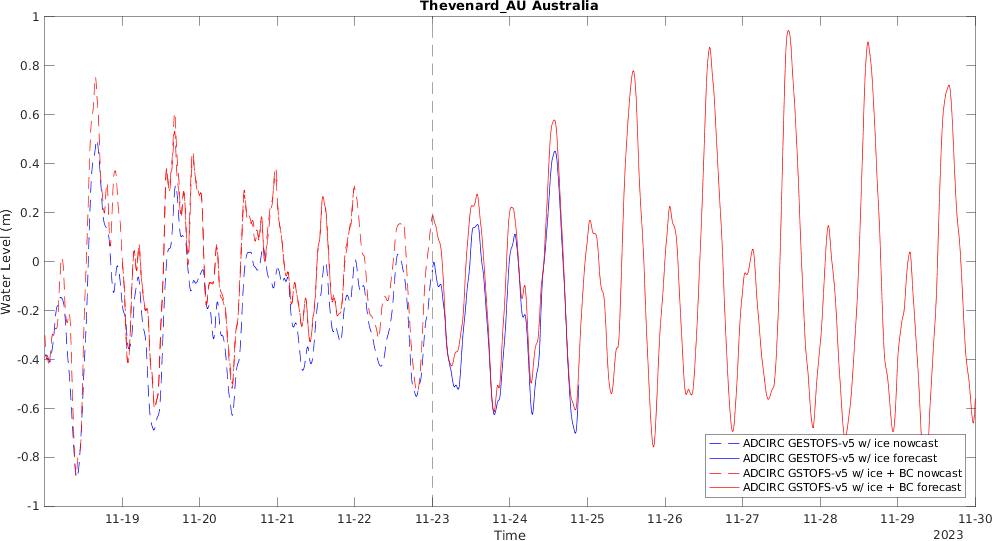 Thevenard_AU Australia
Water Level (m)
1
0.8
0.6
0.4
0.2
0
-0.2
-0.4
-0.6
-0.8
-1
ADCIRC GESTOFS-v5 w/ ice nowcast
ADCIRC GESTOFS-v5 w/ ice forecast
ADCIRC GSTOFS-v5 w/ ice + BC nowcast
ADCIRC GSTOFS-v5 w/ ice + BC forecast
11-19 11-20 11-21 11-22 11-23 11-24 11-25 11-26 11-27 11-28 11-29 11-30
Time
2023